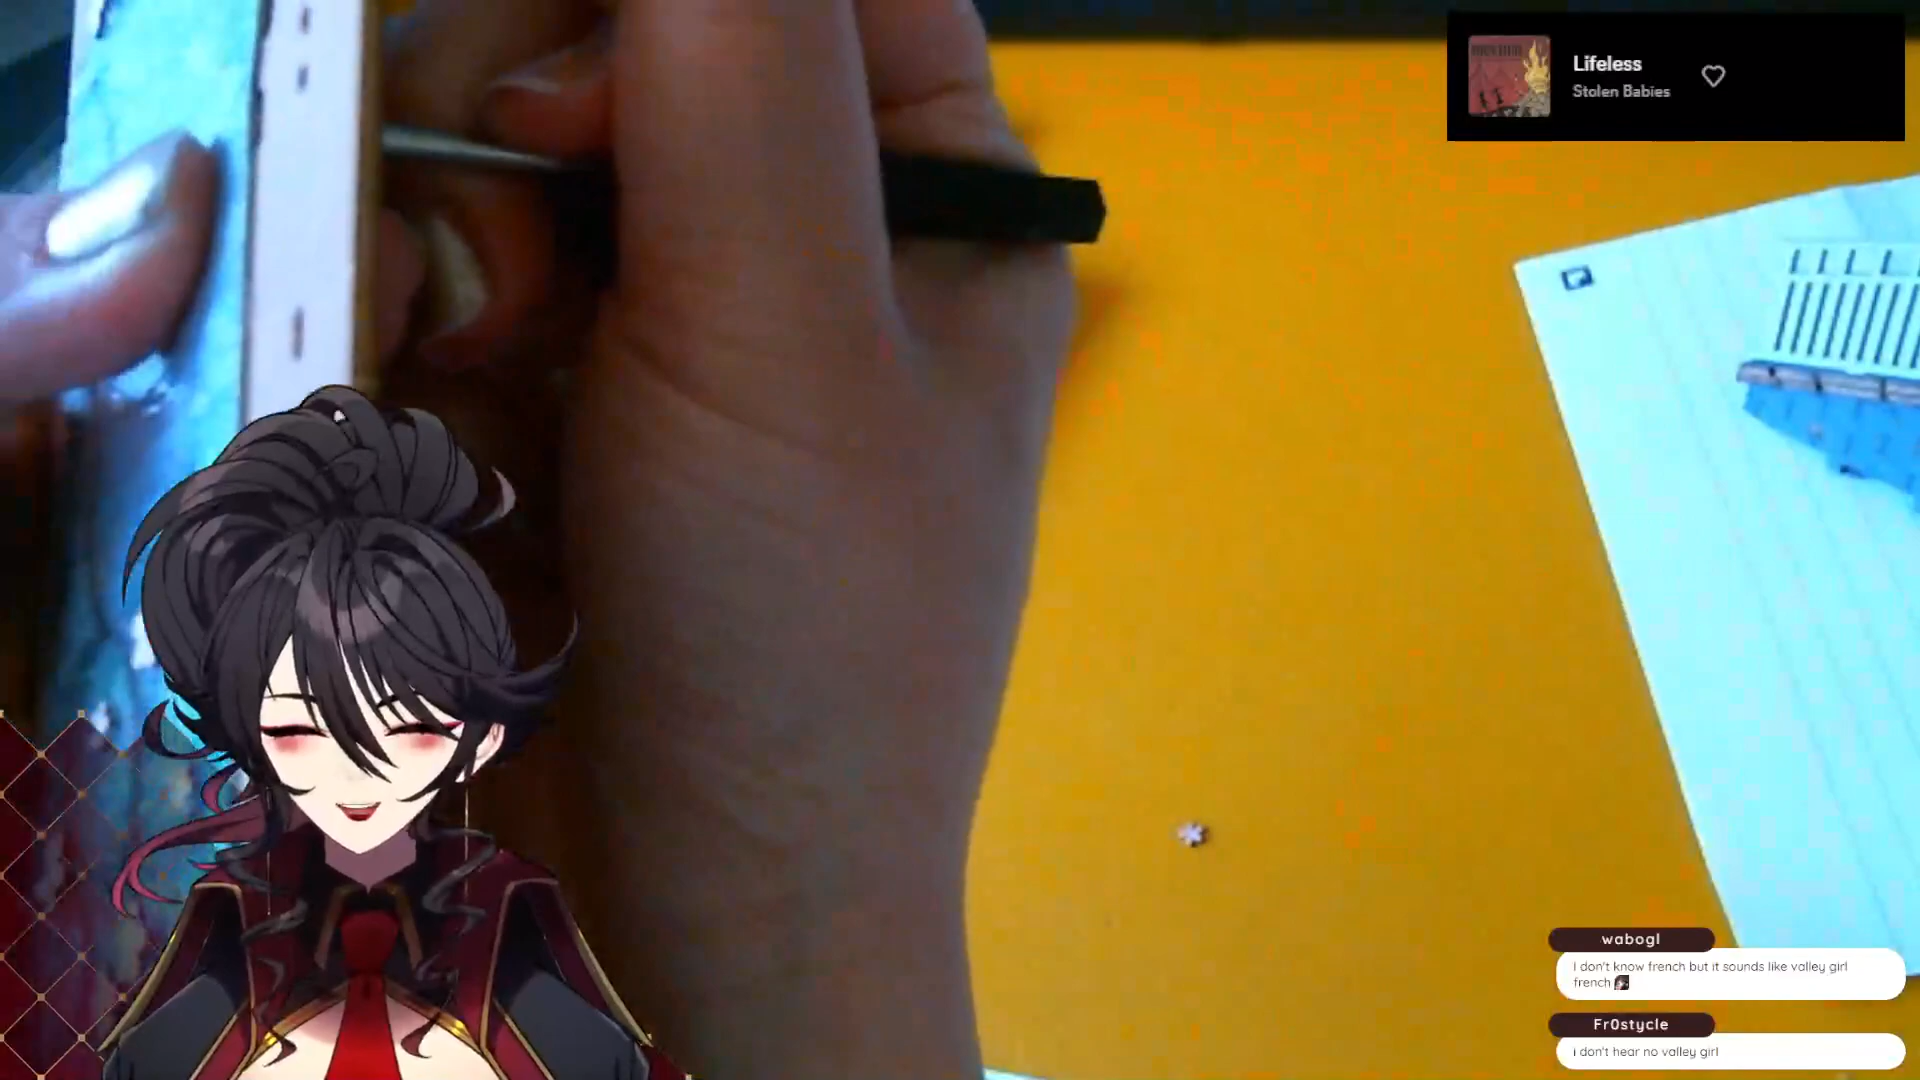 Lifeless
Stolen Babies
wabogl
I don't know french but it sounds like valley girl
french
Fr0stycle
i don't hear no valley girl